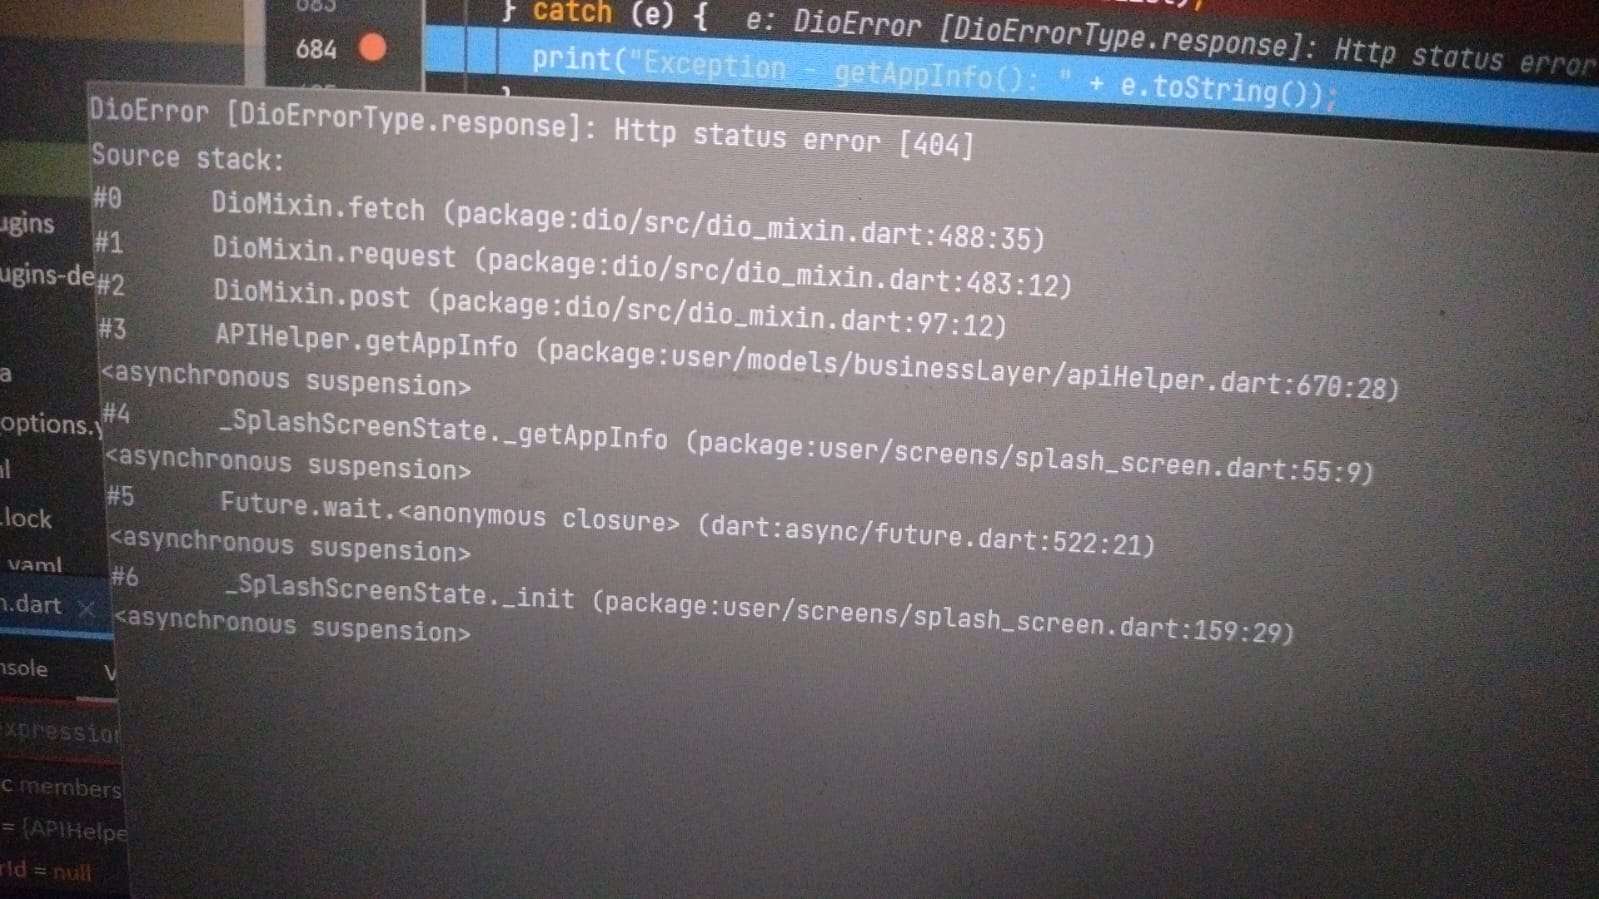 683
} catch (e) {   e: DioError [DioErrorType.response]: Http status error
684
print("Exception - getAppInfo(): " + e.toString());
DioError [DioErrorType.response]: Http status error [404]
Source stack:
#0      DioMixin.fetch (package:dio/src/dio_mixin.dart:488:35)
#1      DioMixin.request (package:dio/src/dio_mixin.dart:483:12)
#2      DioMixin.post (package:dio/src/dio_mixin.dart:97:12)
#3      APIHelper.getAppInfo (package:user/models/businessLayer/apiHelper.dart:670:28)
<asynchronous suspension>
#4      _SplashScreenState._getAppInfo (package:user/screens/splash_screen.dart:55:9)
<asynchronous suspension>
#5      Future.wait.<anonymous closure> (dart:async/future.dart:522:21)
<asynchronous suspension>
#6      _SplashScreenState._init (package:user/screens/splash_screen.dart:159:29)
<asynchronous suspension>
ugins
ugins-de
a
options.y
l
.lock
.yaml
n.dart ×
nsole
V
expression
c members
= {APIHelpe
rId = null